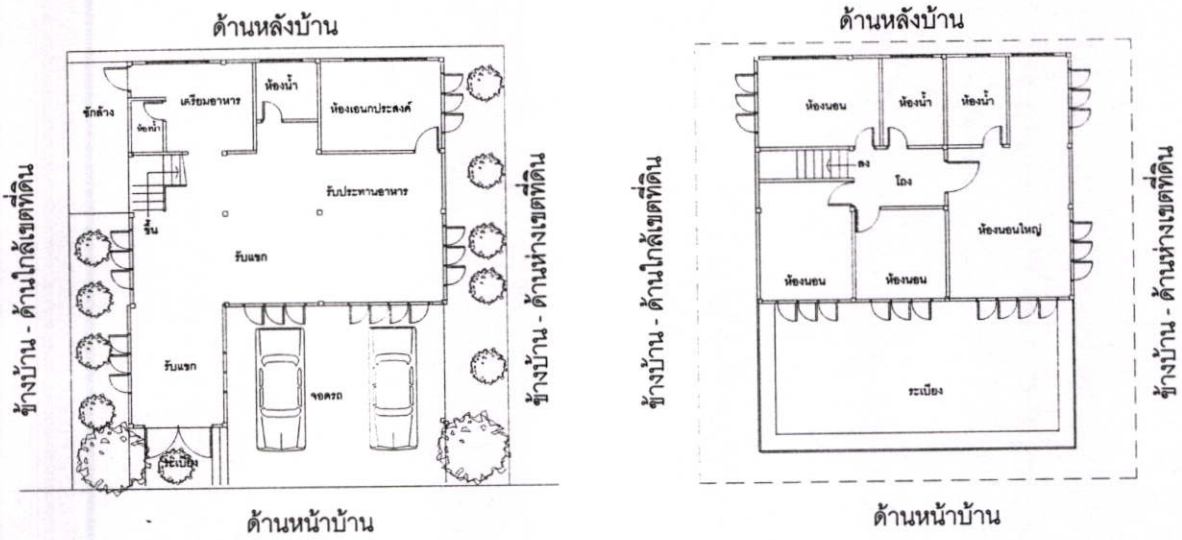 ด้านหลังบ้าน
ซักล้าง
เตรียมอาหาร
ห้องน้ำ
ห้องเอนกประสงค์
ห้องน้ำ
รับประทานอาหาร
ขึ้น
รับแขก
รับแขก
จอดรถ
ระเบียง
ข้างบ้าน - ด้านใกล้เขตที่ดิน
ข้างบ้าน - ด้านห่างเขตที่ดิน
ด้านหน้าบ้าน
ด้านหลังบ้าน
ห้องนอน
ห้องน้ำ
ห้องน้ำ
ลง
โถง
ห้องนอนใหญ่
ห้องนอน
ห้องนอน
ระเบียง
ข้างบ้าน - ด้านใกล้เขตที่ดิน
ข้างบ้าน - ด้านห่างเขตที่ดิน
ด้านหน้าบ้าน